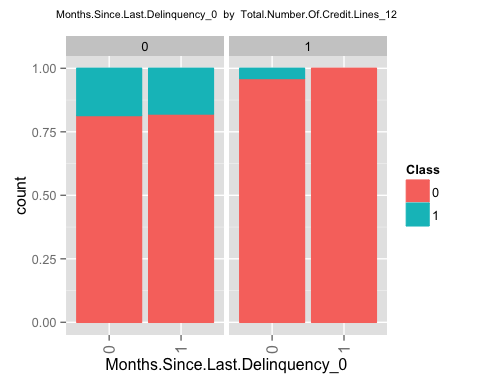 Months.Since.Last.Delinquency_0 by Total.Number.Of.Credit.Lines_12
0 1
1.00
0.75
0.50
0.25
0.00
count
0 1 0 1
Months.Since.Last.Delinquency_0
Class
0
1